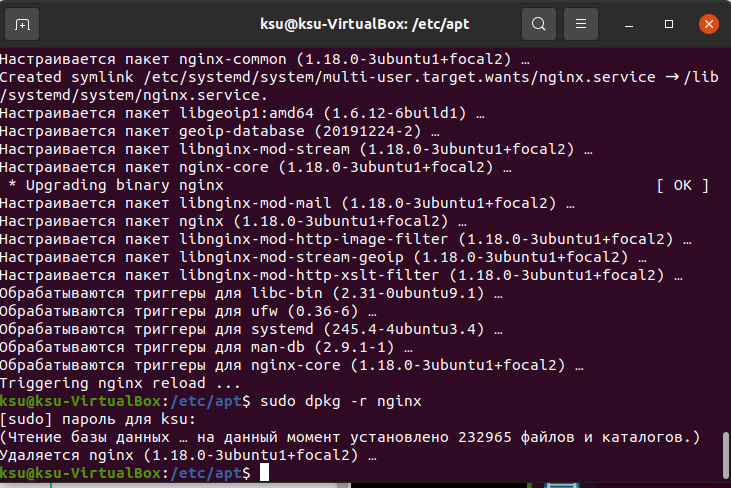 ksu@ksu-VirtualBox: /etc/apt
Настраивается пакет nginx-common (1.18.0-3ubuntu1+focal2) …
Created symlink /etc/systemd/system/multi-user.target.wants/nginx.service → /lib
/systemd/system/nginx.service.
Настраивается пакет libgeoip1:amd64 (1.6.12-6build1) …
Настраивается пакет geoip-database (20191224-2) …
Настраивается пакет libnginx-mod-stream (1.18.0-3ubuntu1+focal2) …
Настраивается пакет nginx-core (1.18.0-3ubuntu1+focal2) …
 * Upgrading binary nginx [ OK ]
Настраивается пакет libnginx-mod-mail (1.18.0-3ubuntu1+focal2) …
Настраивается пакет nginx (1.18.0-3ubuntu1+focal2) …
Настраивается пакет libnginx-mod-http-image-filter (1.18.0-3ubuntu1+focal2) …
Настраивается пакет libnginx-mod-stream-geoip (1.18.0-3ubuntu1+focal2) …
Настраивается пакет libnginx-mod-http-xslt-filter (1.18.0-3ubuntu1+focal2) …
Обрабатываются триггеры для libc-bin (2.31-0ubuntu9.1) …
Обрабатываются триггеры для ufw (0.36-6) …
Обрабатываются триггеры для systemd (245.4-4ubuntu3.4) …
Обрабатываются триггеры для man-db (2.9.1-1) …
Обрабатываются триггеры для nginx-core (1.18.0-3ubuntu1+focal2) …
Triggering nginx reload ...
ksu@ksu-VirtualBox:/etc/apt$ sudo dpkg -r nginx
[sudo] пароль для ksu:
(Чтение базы данных … на данный момент установлено 232965 файлов и каталогов.)
Удаляется nginx (1.18.0-3ubuntu1+focal2) …
ksu@ksu-VirtualBox:/etc/apt$